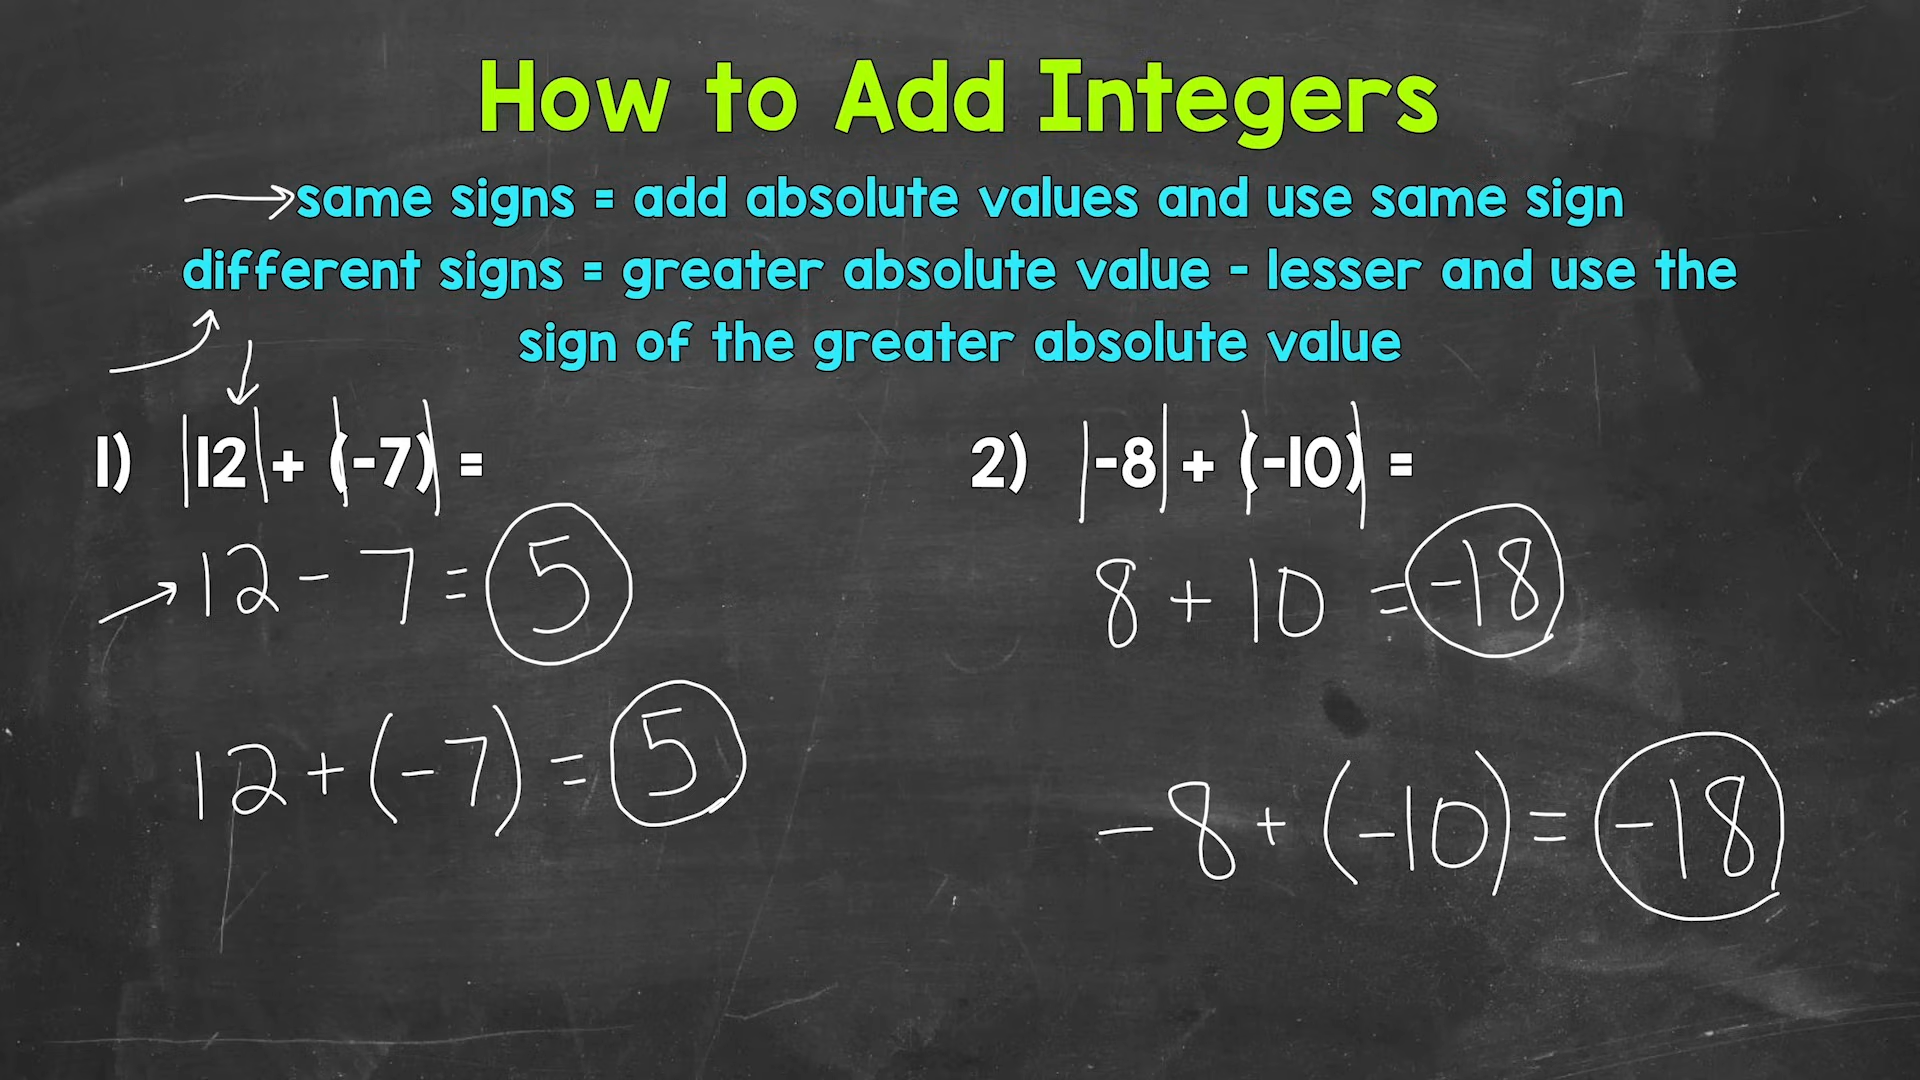 How to Add Integers
same signs = add absolute values and use same sign
different signs = greater absolute value - lesser and use the
sign of the greater absolute value
1) |12| + |(-7)| =
12 - 7 = 5
12 + (-7) = 5
2) |-8| + |(-10)| =
8 + 10 = -18
-8 + (-10) = -18